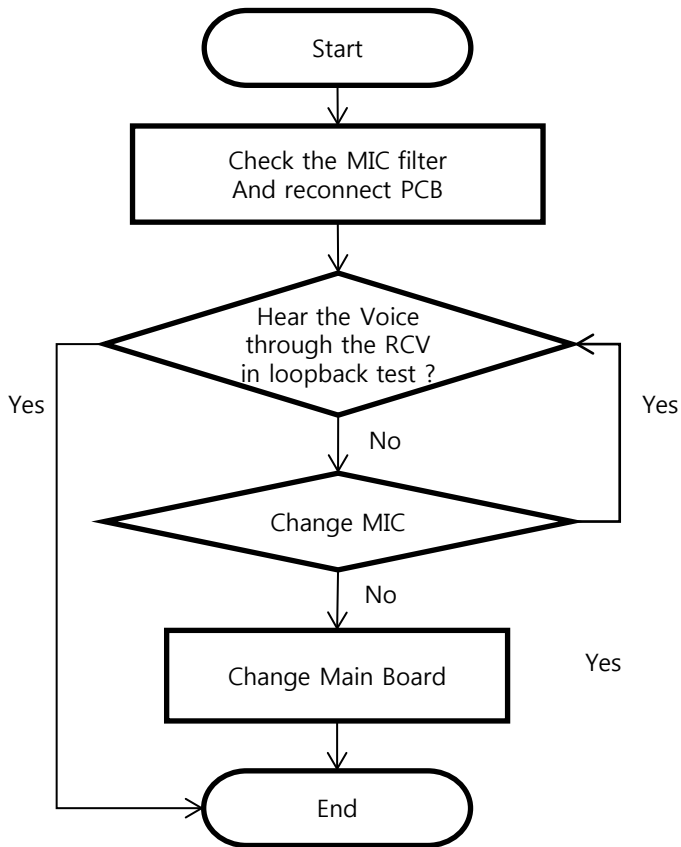 Start
Check the MIC filter
And reconnect PCB
Hear the Voice
through the RCV
in loopback test ?
Yes
Yes
No
Change MIC
No
Change Main Board
Yes
End